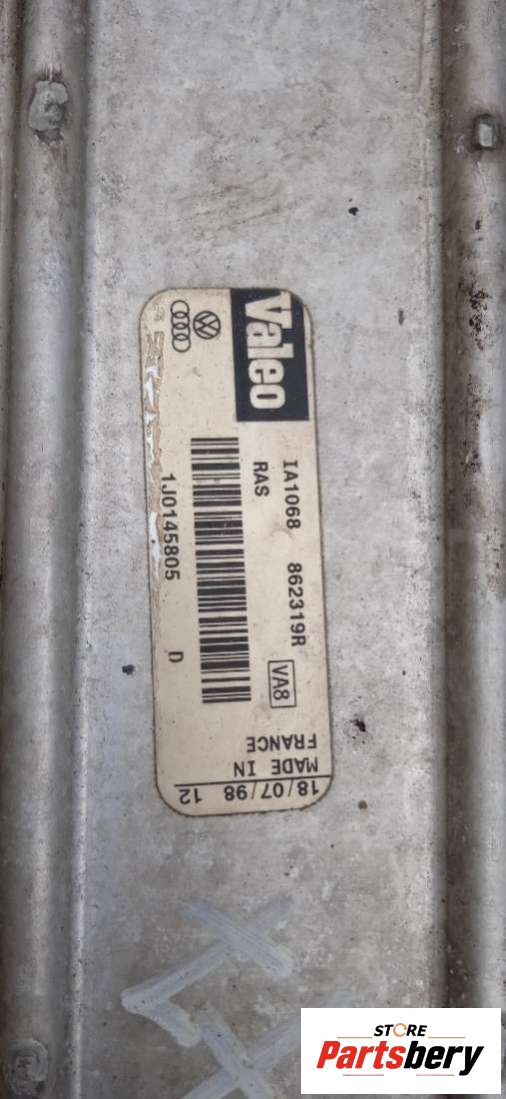 Valeo
IA1068 862319R
RAS VA8
1J0145805 D
MADE IN
FRANCE
18/07/98 12
STORE
Partsbery